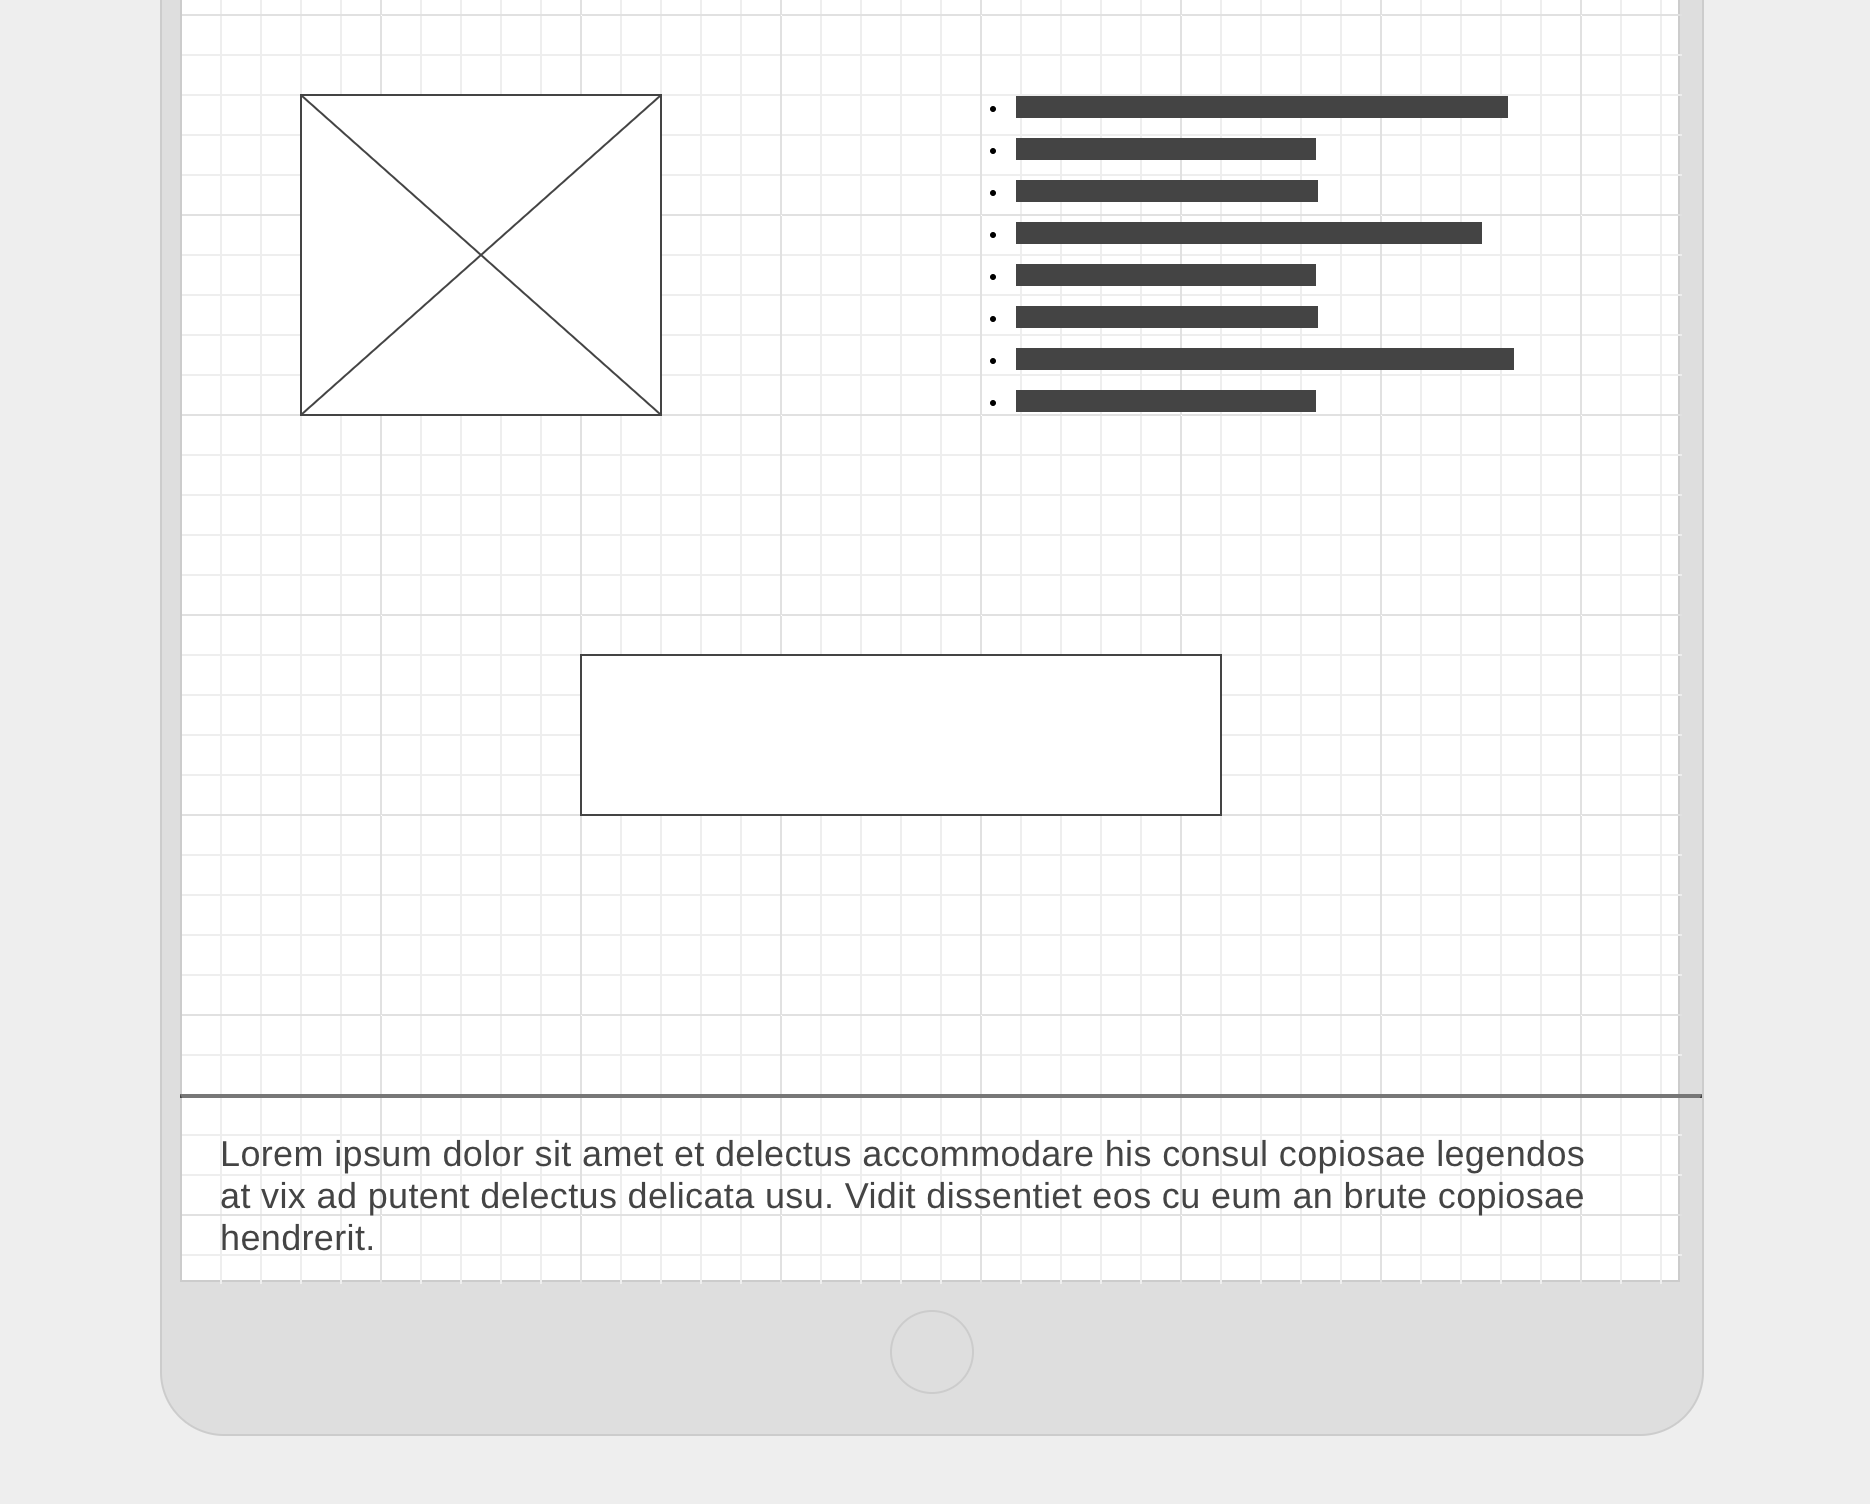 Lorem ipsum dolor sit amet et delectus accommodare his consul copiosae legendos
at vix ad putent delectus delicata usu. Vidit dissentiet eos cu eum an brute copiosae
hendrerit.